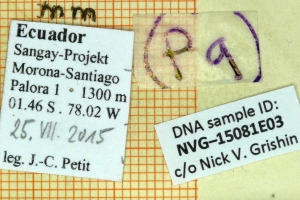 mm
Ecuador
Sangay-Projekt
Morona-Santiago
Palora 1 • 1300 m
01.46 S . 78.02 W
25. VII. 2015
leg. J.-C. Petit
(P 9)
DNA sample ID:
NVG–15081E03
c/o Nick V. Grishin